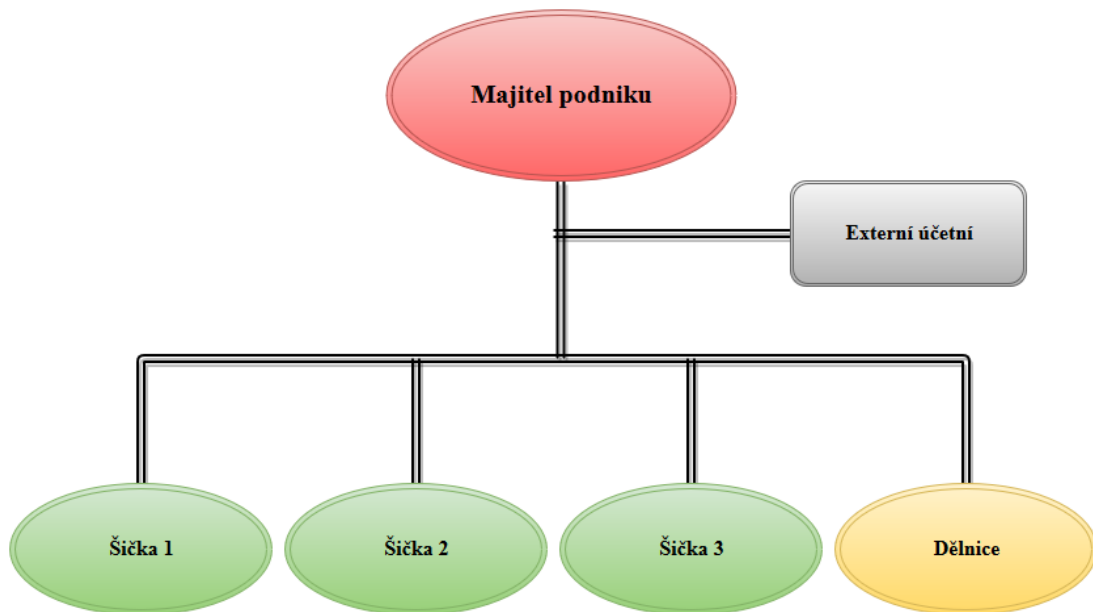 Majitel podniku
Externí účetní
Šička 1
Šička 2
Šička 3
Dělnice